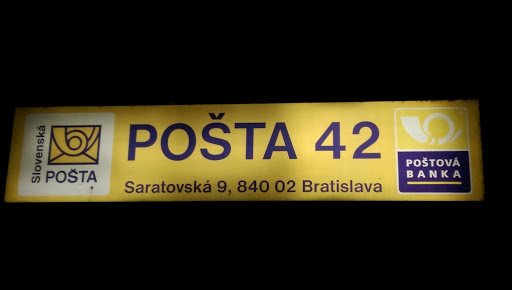 Slovenská
POŠTA
POŠTA 42
Saratovská 9, 840 02 Bratislava
POŠTOVÁ
BANKA